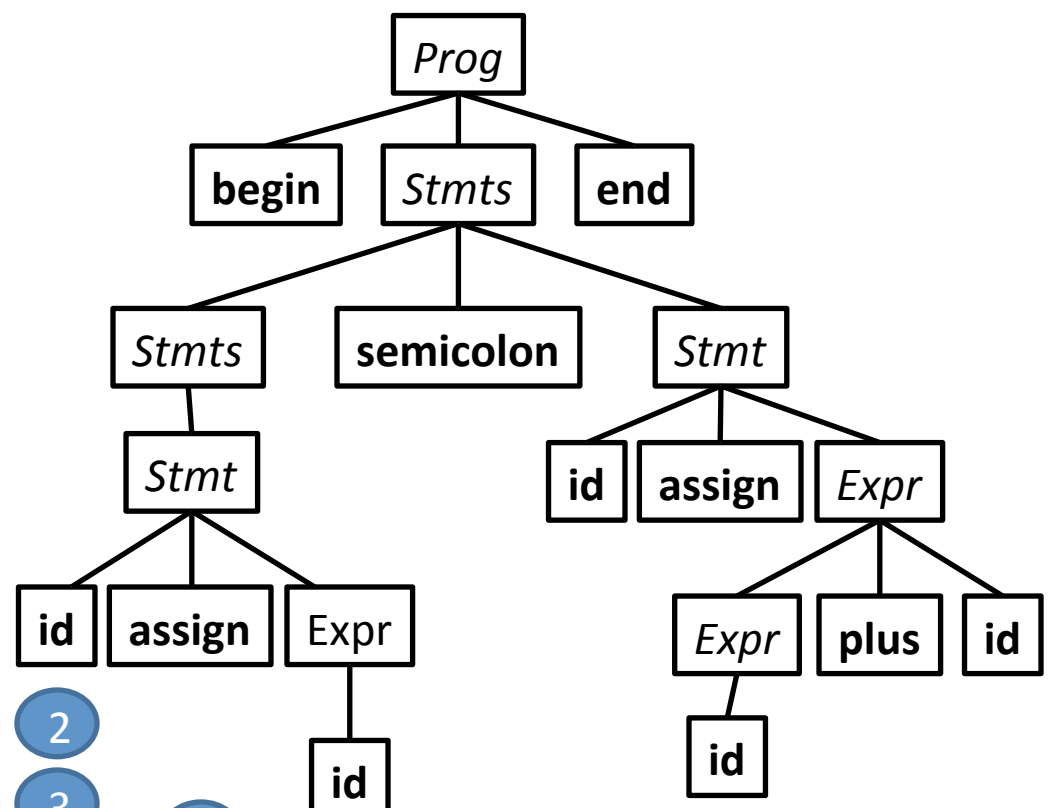 Prog
begin Stmts end
Stmts semicolon Stmt
Stmt id assign Expr
id assign Expr Expr plus id
2
id id
3